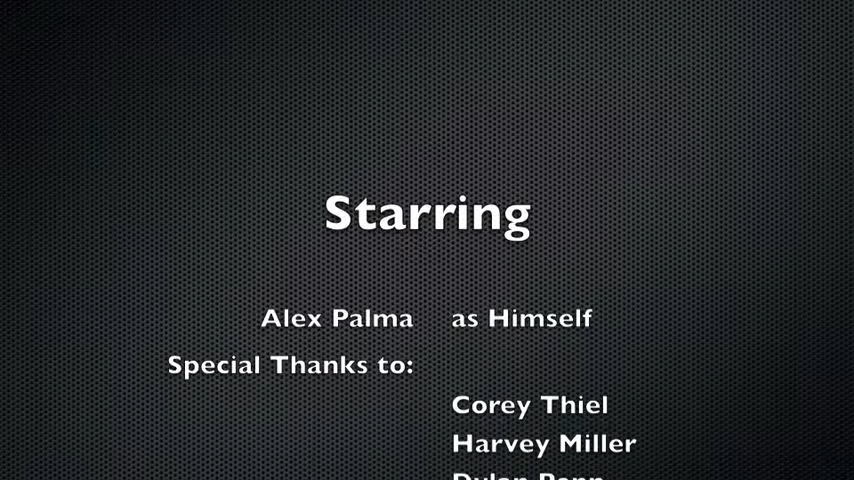 Starring
Alex Palma as Himself
Special Thanks to:
Corey Thiel
Harvey Miller